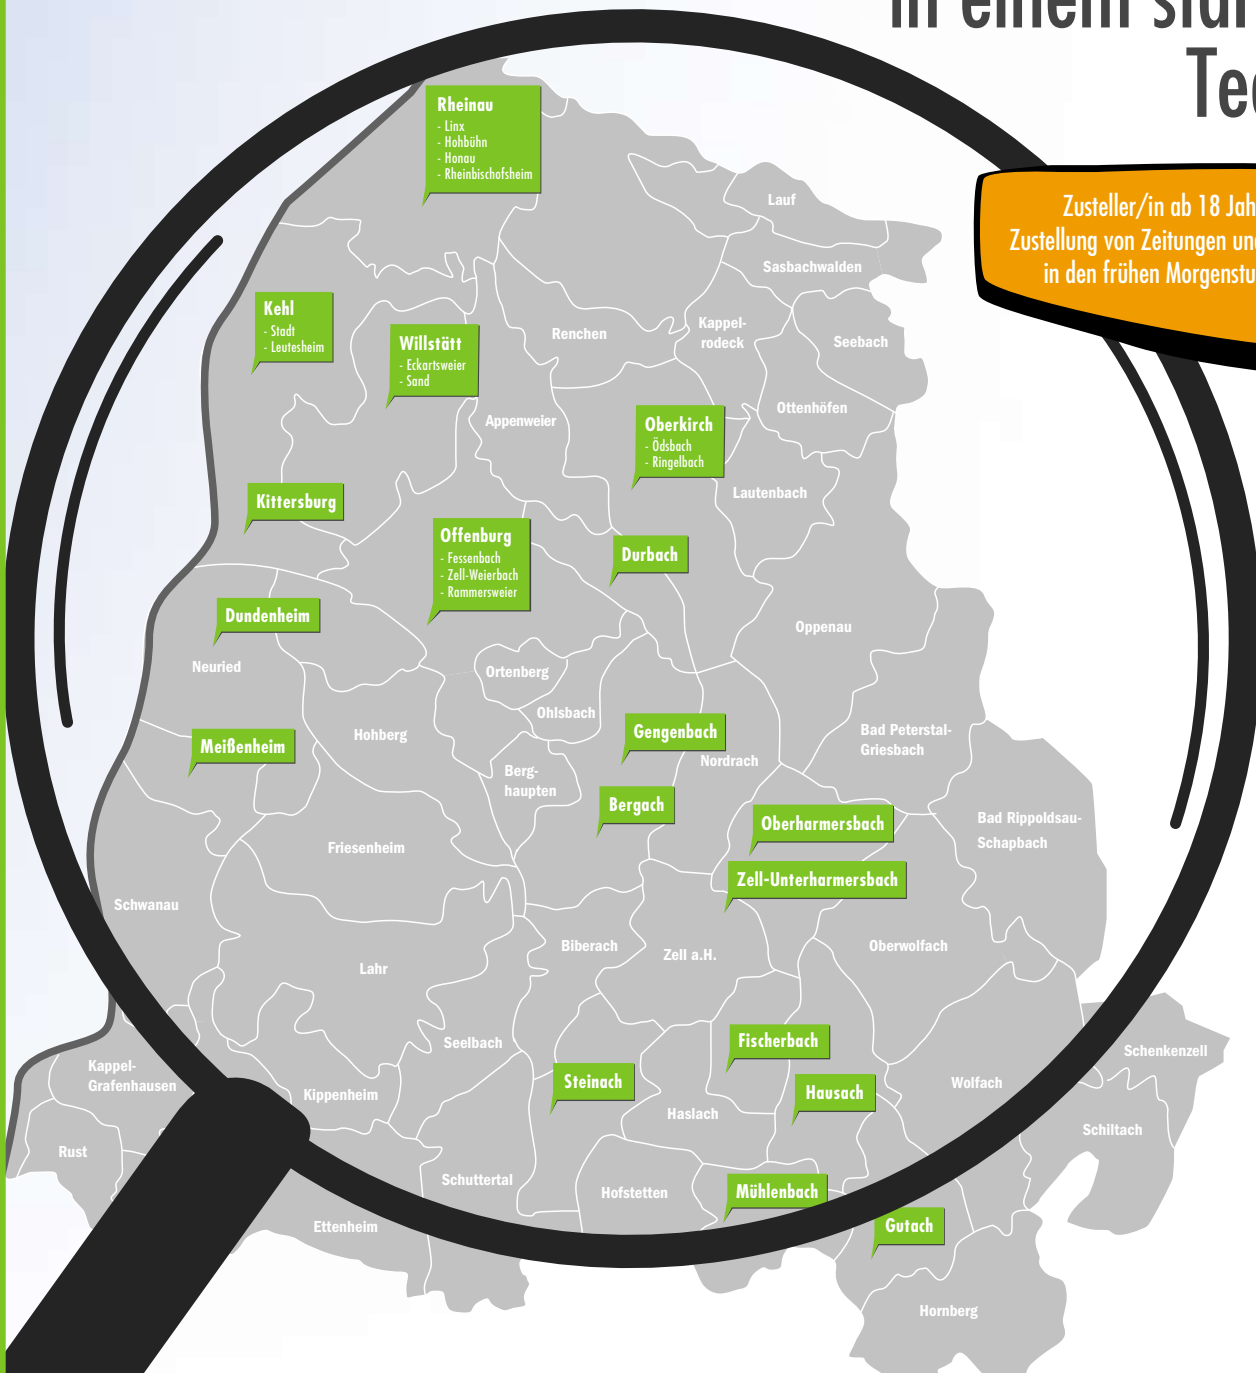 in einem
Rheinau
- Linx
- Hohbühn
- Honau
- Rheinbischofsheim
Zusteller/in ab 18
Zustellung von Zeitungen
in den frühen
Lauf
Sasbachwalden
Kehl
- Stadt
- Leutesheim
Willstätt
- Eckartsweier
- Sand
Renchen
Kappel-
rodeck
Seebach
Ottenhöfen
Appenweier
Oberkirch
- Ödsbach
- Ringelbach
Lautenbach
Kittersburg
Offenburg
- Fessenbach
- Zell-Weierbach
- Rammersweier
Durbach
Dundenheim
Oppenau
Neuried
Ortenberg
Ohlsbach
Hohberg
Gengenbach
Bad Peterstal-
Griesbach
Meißenheim
Nordrach
Berg-
haupten
Bergach
Oberharmersbach
Bad Rippoldsau-
Schapbach
Friesenheim
Zell-Unterharmersbach
Schwanau
Biberach
Zell a.H.
Oberwolfach
Lahr
Seelbach
Fischerbach
Schenkenzell
Kappel-
Grafenhausen
Steinach
Hausach
Wolfach
Kippenheim
Haslach
Schiltach
Rust
Schuttertal
Hofstetten
Mühlenbach
Ettenheim
Gutach
Hornberg